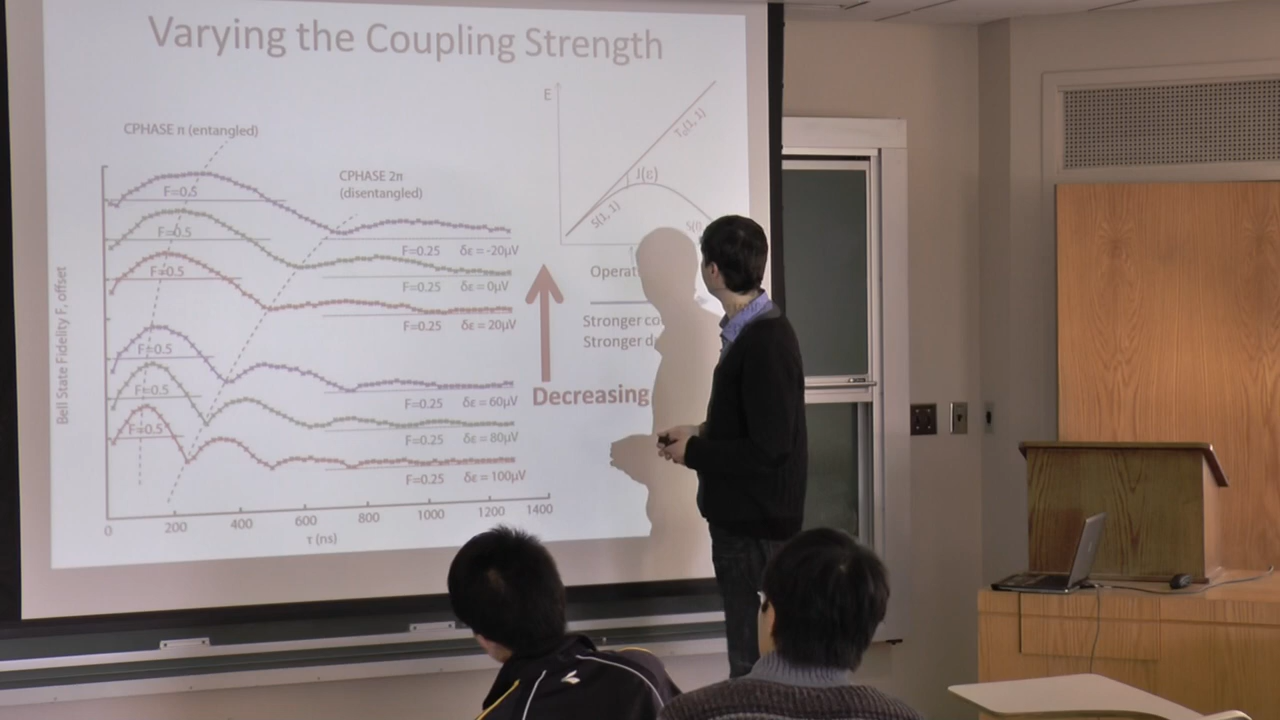 Varying the Coupling Strength
CPHASE π (entangled)
CPHASE 2π
(disentangled)
Bell State Fidelity F, offset
F=0.5
F=0.25 δε = -20μV
F=0.5
F=0.25 δε = 0μV
F=0.5
F=0.25 δε = 20μV
F=0.5
F=0.25 δε = 60μV
F=0.5
F=0.25 δε = 80μV
F=0.5
F=0.25 δε = 100μV
0 200 400 600 800 1000 1200 1400
τ (ns)
E
T₀(1, 1)
J(ε)
S(1, 1)
Stronger
Stronger
Decreasing